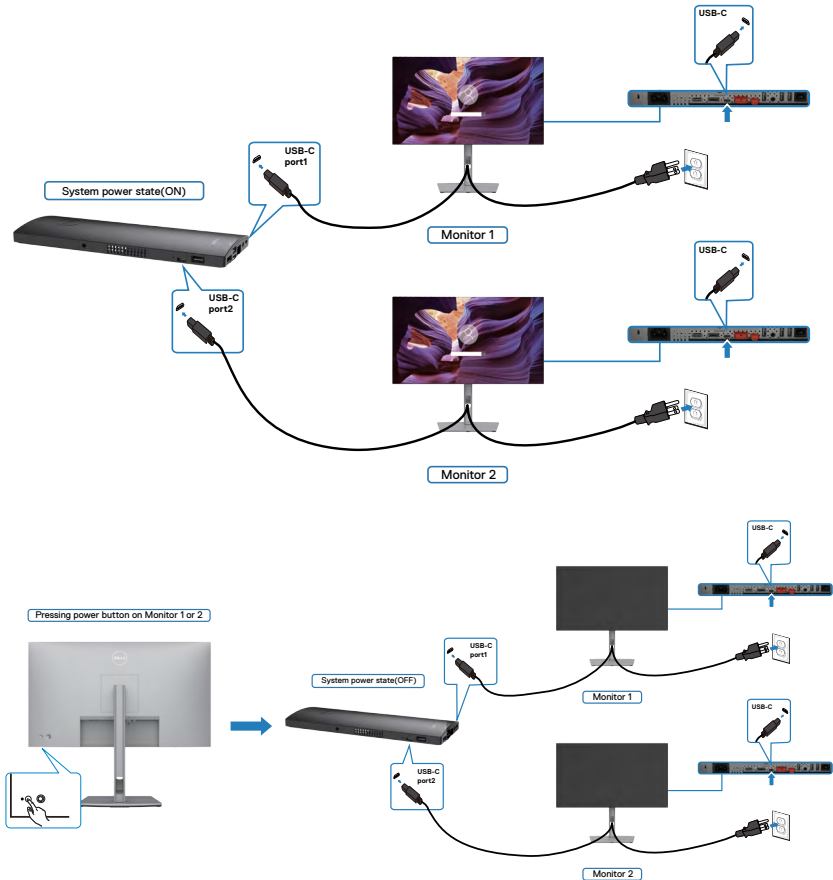 USB-C
USB-C
port1
System power state(ON)
Monitor 1
USB-C
USB-C
port2
Monitor 2
USB-C
Pressing power button on Monitor 1 or 2
DELL
USB-C
port1
System power state(OFF)
Monitor 1
USB-C
USB-C
port2
Monitor 2